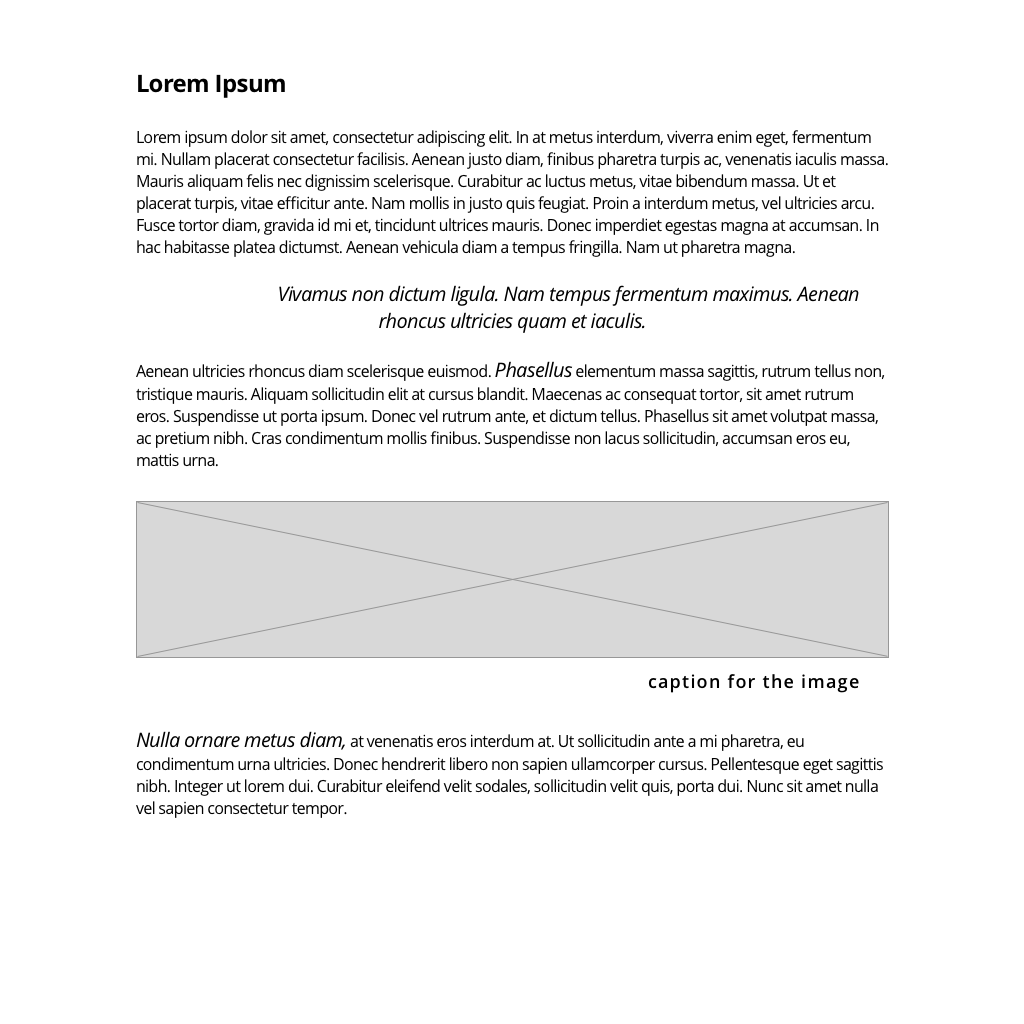 Lorem Ipsum
Lorem ipsum dolor sit amet, consectetur adipiscing elit. In at metus interdum, viverra enim eget, fermentum
mi. Nullam placerat consectetur facilisis. Aenean justo diam, finibus pharetra turpis ac, venenatis iaculis massa.
Mauris aliquam felis nec dignissim scelerisque. Curabitur ac luctus metus, vitae bibendum massa. Ut et
placerat turpis, vitae efficitur ante. Nam mollis in justo quis feugiat. Proin a interdum metus, vel ultricies arcu.
Fusce tortor diam, gravida id mi et, tincidunt ultrices mauris. Donec imperdiet egestas magna at accumsan. In
hac habitasse platea dictumst. Aenean vehicula diam a tempus fringilla. Nam ut pharetra magna.
Vivamus non dictum ligula. Nam tempus fermentum maximus. Aenean
rhoncus ultricies quam et iaculis.
Aenean ultricies rhoncus diam scelerisque euismod. Phasellus elementum massa sagittis, rutrum tellus non,
tristique mauris. Aliquam sollicitudin elit at cursus blandit. Maecenas ac consequat tortor, sit amet rutrum
eros. Suspendisse ut porta ipsum. Donec vel rutrum ante, et dictum tellus. Phasellus sit amet volutpat massa,
ac pretium nibh. Cras condimentum mollis finibus. Suspendisse non lacus sollicitudin, accumsan eros eu,
mattis urna.
caption for the image
Nulla ornare metus diam, at venenatis eros interdum at. Ut sollicitudin ante a mi pharetra, eu
condimentum urna ultricies. Donec hendrerit libero non sapien ullamcorper cursus. Pellentesque eget sagittis
nibh. Integer ut lorem dui. Curabitur eleifend velit sodales, sollicitudin velit quis, porta dui. Nunc sit amet nulla
vel sapien consectetur tempor.